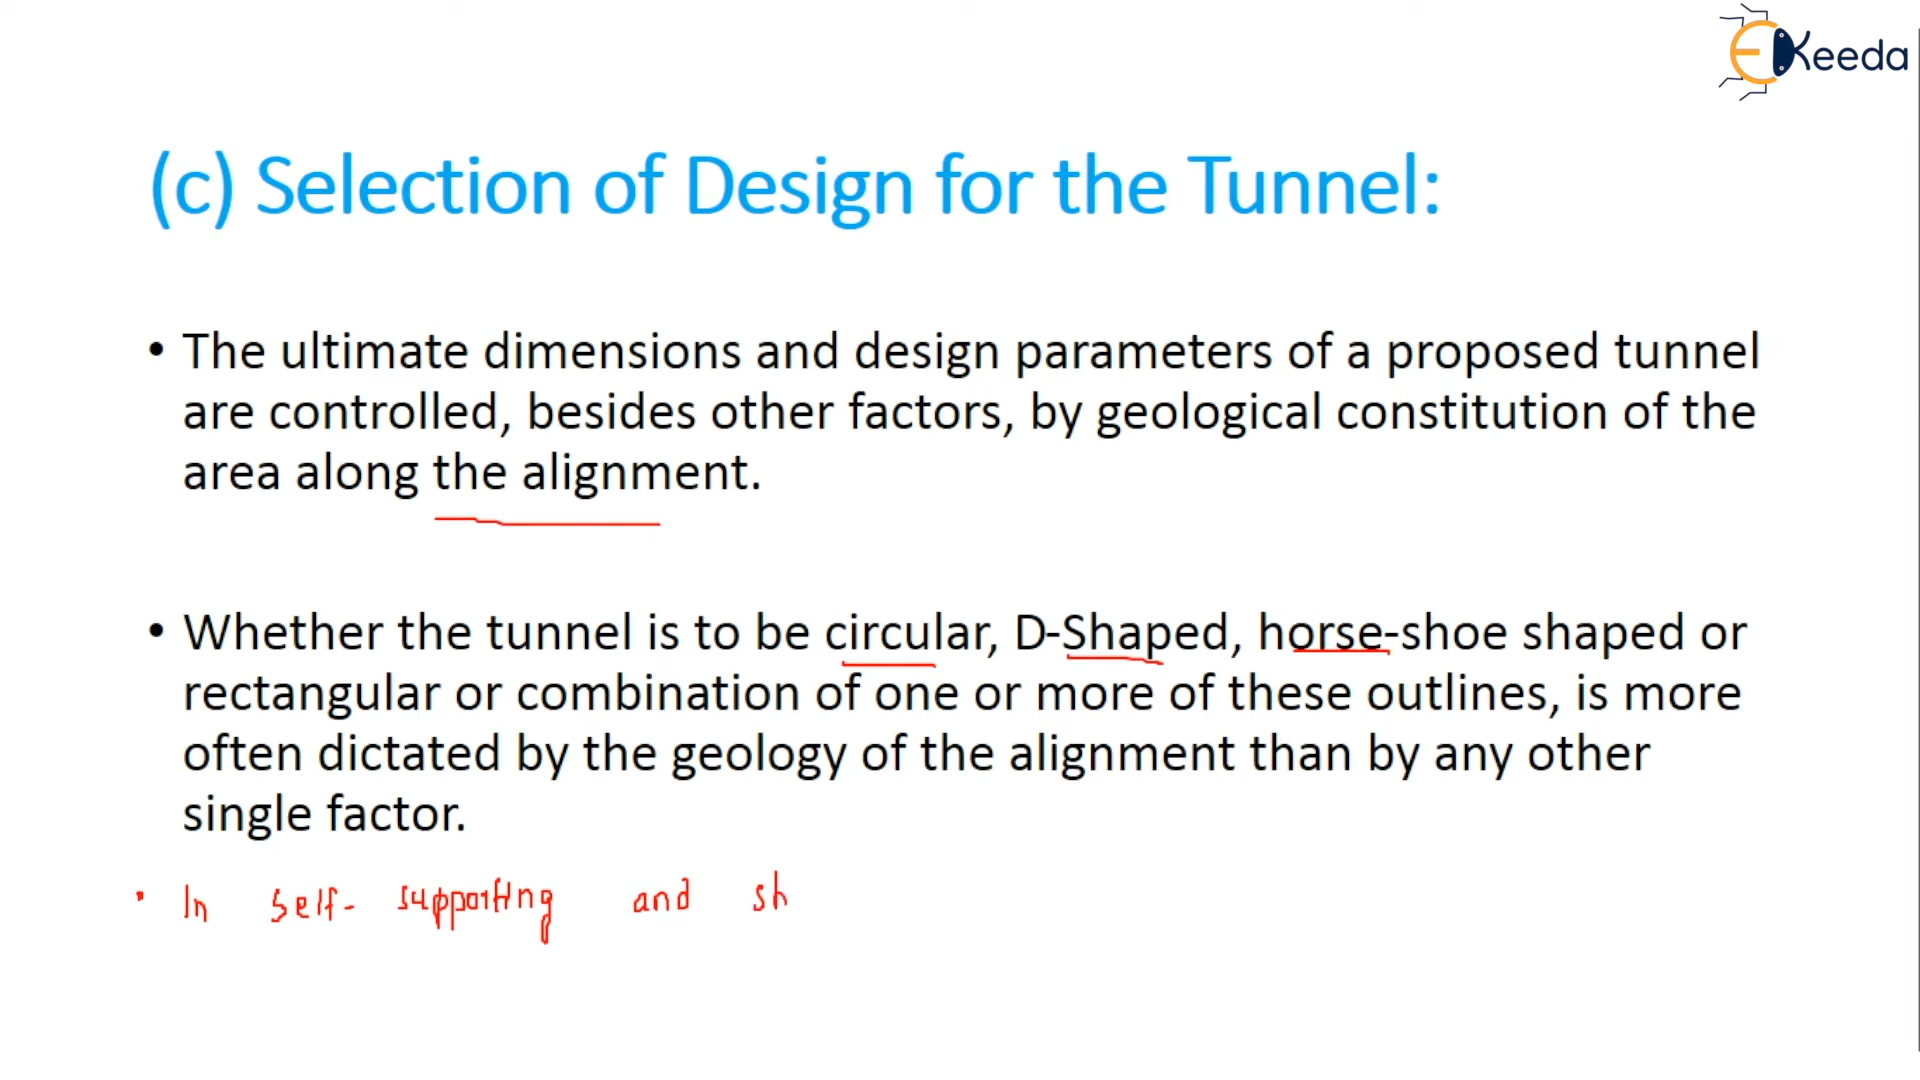 EKeeda
(c) Selection of Design for the Tunnel:
• The ultimate dimensions and design parameters of a proposed tunnel
are controlled, besides other factors, by geological constitution of the
area along the alignment.
• Whether the tunnel is to be circular, D-Shaped, horse-shoe shaped or
rectangular or combination of one or more of these outlines, is more
often dictated by the geology of the alignment than by any other
single factor.
• In self-supporting and sh